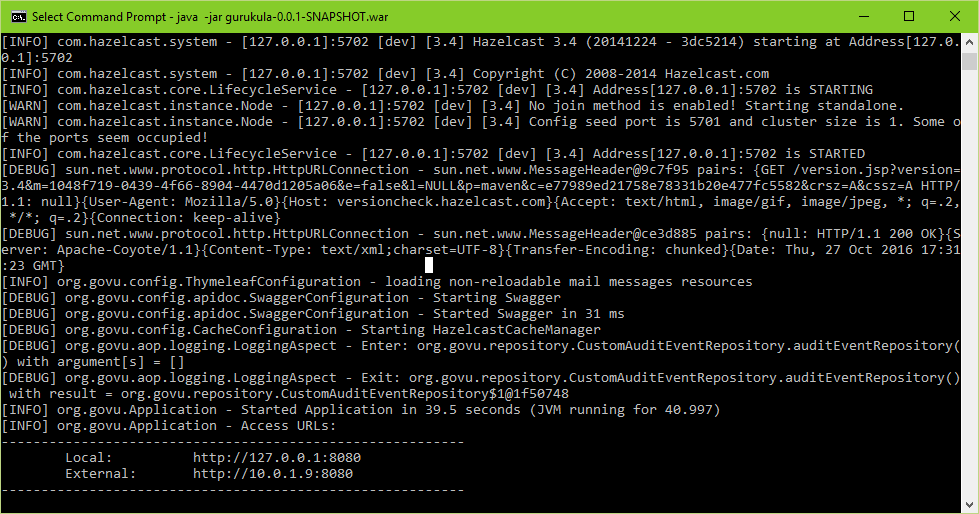 Select Command Prompt - java  -jar gurukula-0.0.1-SNAPSHOT.war
[INFO] com.hazelcast.system - [127.0.0.1]:5702 [dev] [3.4] Hazelcast 3.4 (20141224 - 3dc5214) starting at Address[127.0.
0.1]:5702
[INFO] com.hazelcast.system - [127.0.0.1]:5702 [dev] [3.4] Copyright (C) 2008-2014 Hazelcast.com
[INFO] com.hazelcast.core.LifecycleService - [127.0.0.1]:5702 [dev] [3.4] Address[127.0.0.1]:5702 is STARTING
[WARN] com.hazelcast.instance.Node - [127.0.0.1]:5702 [dev] [3.4] No join method is enabled! Starting standalone.
[WARN] com.hazelcast.instance.Node - [127.0.0.1]:5702 [dev] [3.4] Config seed port is 5701 and cluster size is 1. Some o
f the ports seem occupied!
[INFO] com.hazelcast.core.LifecycleService - [127.0.0.1]:5702 [dev] [3.4] Address[127.0.0.1]:5702 is STARTED
[DEBUG] sun.net.www.protocol.http.HttpURLConnection - sun.net.www.MessageHeader@9c7f95 pairs: {GET /version.jsp?version=
3.4&m=1048f719-0439-4f66-8904-4470d1205a06&e=false&l=NULL&p=maven&c=e77989ed21758e78331b20e477fc5582&crsz=A&cssz=A HTTP/
1.1: null}{User-Agent: Mozilla/5.0}{Host: versioncheck.hazelcast.com}{Accept: text/html, image/gif, image/jpeg, *; q=.2,
 */*; q=.2}{Connection: keep-alive}
[DEBUG] sun.net.www.protocol.http.HttpURLConnection - sun.net.www.MessageHeader@ce3d885 pairs: {null: HTTP/1.1 200 OK}{S
erver: Apache-Coyote/1.1}{Content-Type: text/xml;charset=UTF-8}{Transfer-Encoding: chunked}{Date: Thu, 27 Oct 2016 17:31
:23 GMT}
[INFO] org.govu.config.ThymeleafConfiguration - loading non-reloadable mail messages resources
[DEBUG] org.govu.config.apidoc.SwaggerConfiguration - Starting Swagger
[DEBUG] org.govu.config.apidoc.SwaggerConfiguration - Started Swagger in 31 ms
[DEBUG] org.govu.config.CacheConfiguration - Starting HazelcastCacheManager
[DEBUG] org.govu.aop.logging.LoggingAspect - Enter: org.govu.repository.CustomAuditEventRepository.auditEventRepository(
) with argument[s] = []
[DEBUG] org.govu.aop.logging.LoggingAspect - Exit: org.govu.repository.CustomAuditEventRepository.auditEventRepository()
 with result = org.govu.repository.CustomAuditEventRepository$1@1f50748
[INFO] org.govu.Application - Started Application in 39.5 seconds (JVM running for 40.997)
[INFO] org.govu.Application - Access URLs:
----------------------------------------------------------
        Local:          http://127.0.0.1:8080
        External:       http://10.0.1.9:8080
----------------------------------------------------------